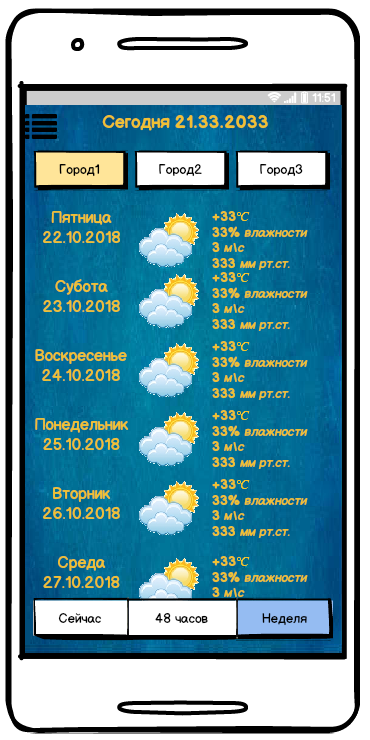 11:51
Сегодня 21.33.2033
Город1 Город2 Город3
Пятница
22.10.2018
+33℃
33% влажности
3 м\с
333 мм рт.ст.
Субота
23.10.2018
+33℃
33% влажности
3 м\с
333 мм рт.ст.
Воскресенье
24.10.2018
+33℃
33% влажности
3 м\с
333 мм рт.ст.
Понедельник
25.10.2018
+33℃
33% влажности
3 м\с
333 мм рт.ст.
Вторник
26.10.2018
+33℃
33% влажности
3 м\с
333 мм рт.ст.
Среда
27.10.2018
+33℃
33% влажности
3 м\с
Сейчас 48 часов Неделя